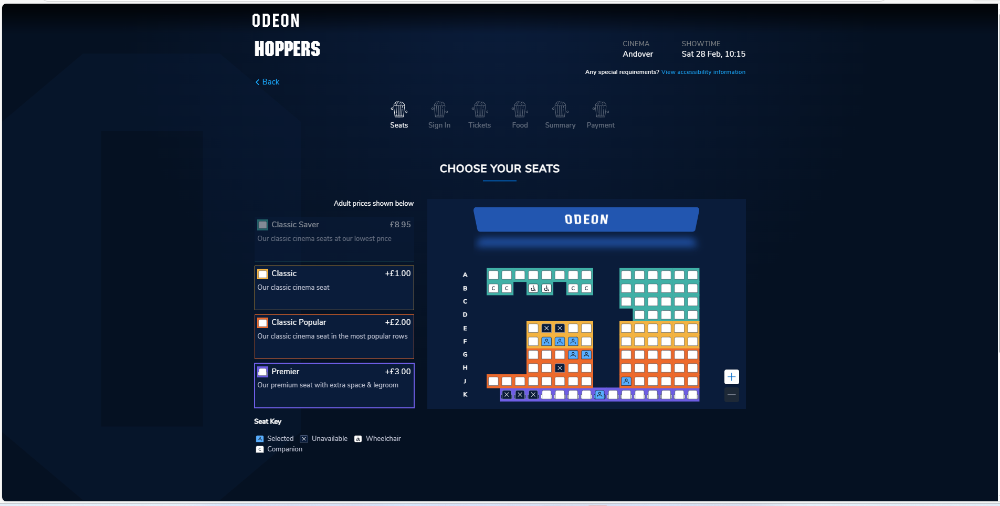 ODEON
HOPPERS
CINEMA
Andover
SHOWTIME
Sat 28 Feb, 10:15
Any special requirements? View accessibility information
Back
Seats
Sign In
Tickets
Food
Summary
Payment
CHOOSE YOUR SEATS
Adult prices shown below
Classic Saver £8.95
Our classic cinema seats at our lowest price
Classic +£1.00
Our classic cinema seat
Classic Popular +£2.00
Our classic cinema seat in the most popular rows
Premier +£3.00
Our premium seat with extra space & legroom
ODEON
A
B C C C C
C
D
E
F
G
H
J
K
Seat Key
Selected
Unavailable
Wheelchair
C Companion